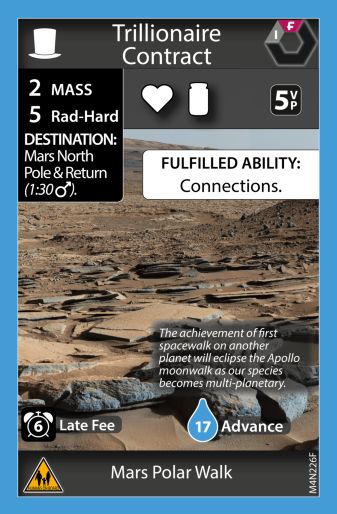 Trillionaire
Contract
I F
2 MASS
5 Rad-Hard
DESTINATION:
Mars North
Pole & Return
(1:30 ♂).
5 VP
FULFILLED ABILITY:
Connections.
The achievement of first
spacewalk on another
planet will eclipse the Apollo
moonwalk as our species
becomes multi-planetary.
6 Late Fee
17 Advance
Mars Polar Walk
M4N226F